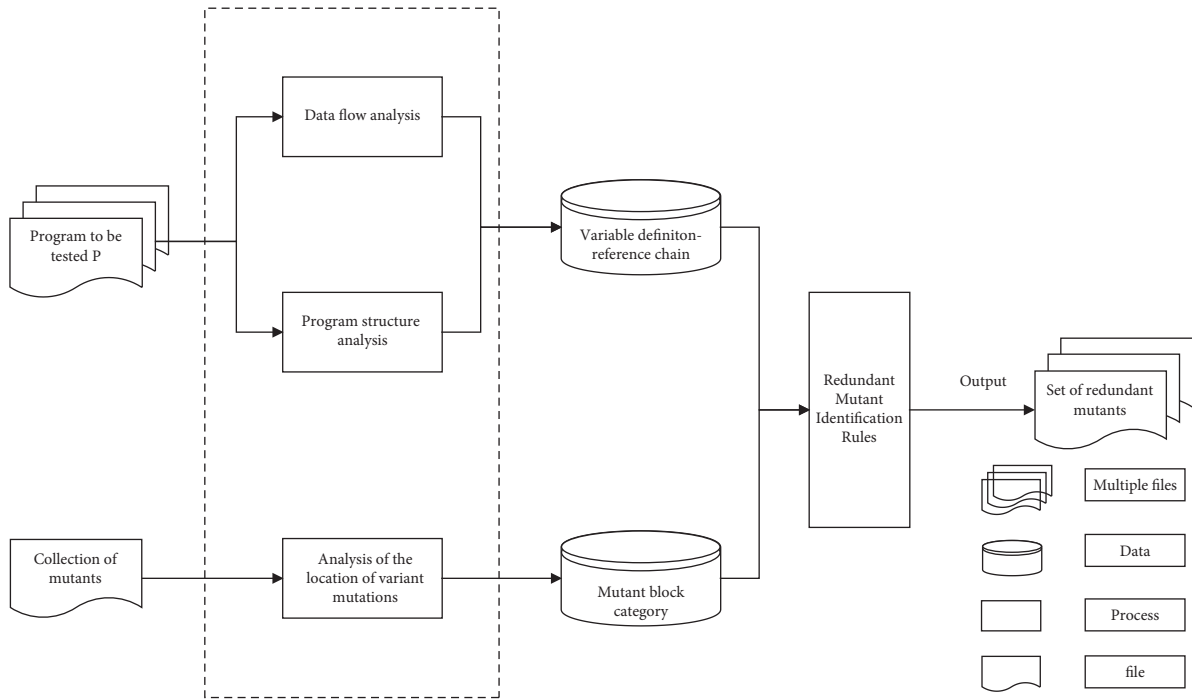 Data flow analysis
Program to be
tested P
Variable definiton-
reference chain
Program structure
analysis
Redundant
Mutant
Identification
Rules
Output
Set of redundant
mutants
Multiple files
Collection of
mutants
Analysis of the
location of variant
mutations
Mutant block
category
Data
Process
file